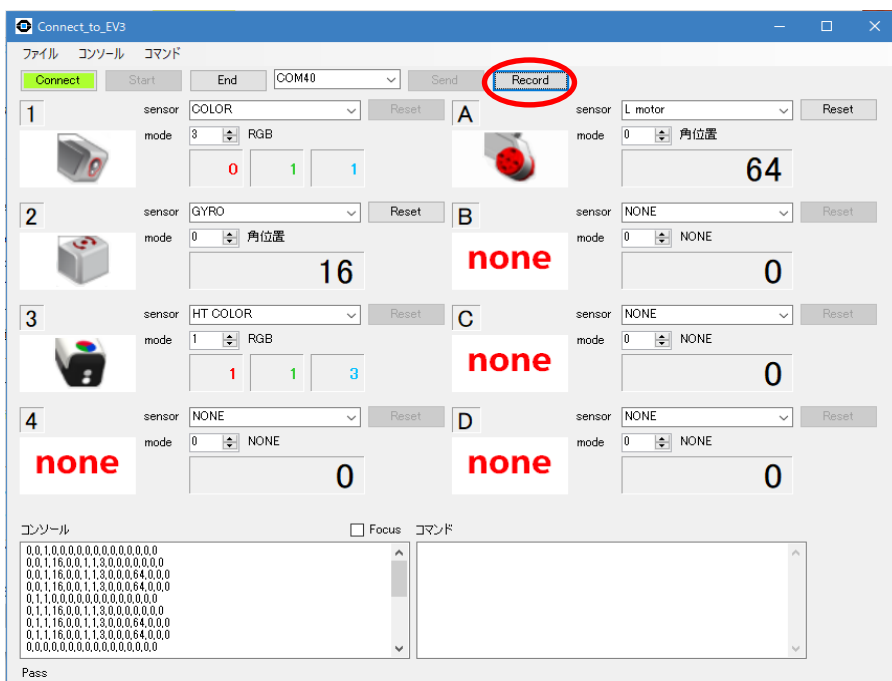 Connect_to_EV3
ファイル コンソール コマンド
Connect Start End COM40 Send Record
1 sensor COLOR Reset
mode 3 RGB
0 1 1
A sensor L motor Reset
mode 0 角位置
64
2 sensor GYRO Reset
mode 0 角位置
16
B sensor NONE Reset
mode 0 NONE
none 0
3 sensor HT COLOR Reset
mode 1 RGB
1 1 3
C sensor NONE Reset
mode 0 NONE
none 0
4 sensor NONE Reset
mode 0 NONE
none 0
D sensor NONE Reset
mode 0 NONE
none 0
コンソール Focus コマンド
0,0,1,0,0,0,0,0,0,0,0,0,0,0,0,0
0,0,1,16,0,0,1,1,3,0,0,0,0,0,0,0
0,0,1,16,0,0,1,1,3,0,0,0,64,0,0,0
0,0,1,16,0,0,1,1,3,0,0,0,64,0,0,0
0,1,1,0,0,0,0,0,0,0,0,0,0,0,0,0
0,1,1,16,0,0,1,1,3,0,0,0,0,0,0,0
0,1,1,16,0,0,1,1,3,0,0,0,64,0,0,0
0,1,1,16,0,0,1,1,3,0,0,0,64,0,0,0
0,0,0,0,0,0,0,0,0,0,0,0,0,0,0,0
Pass